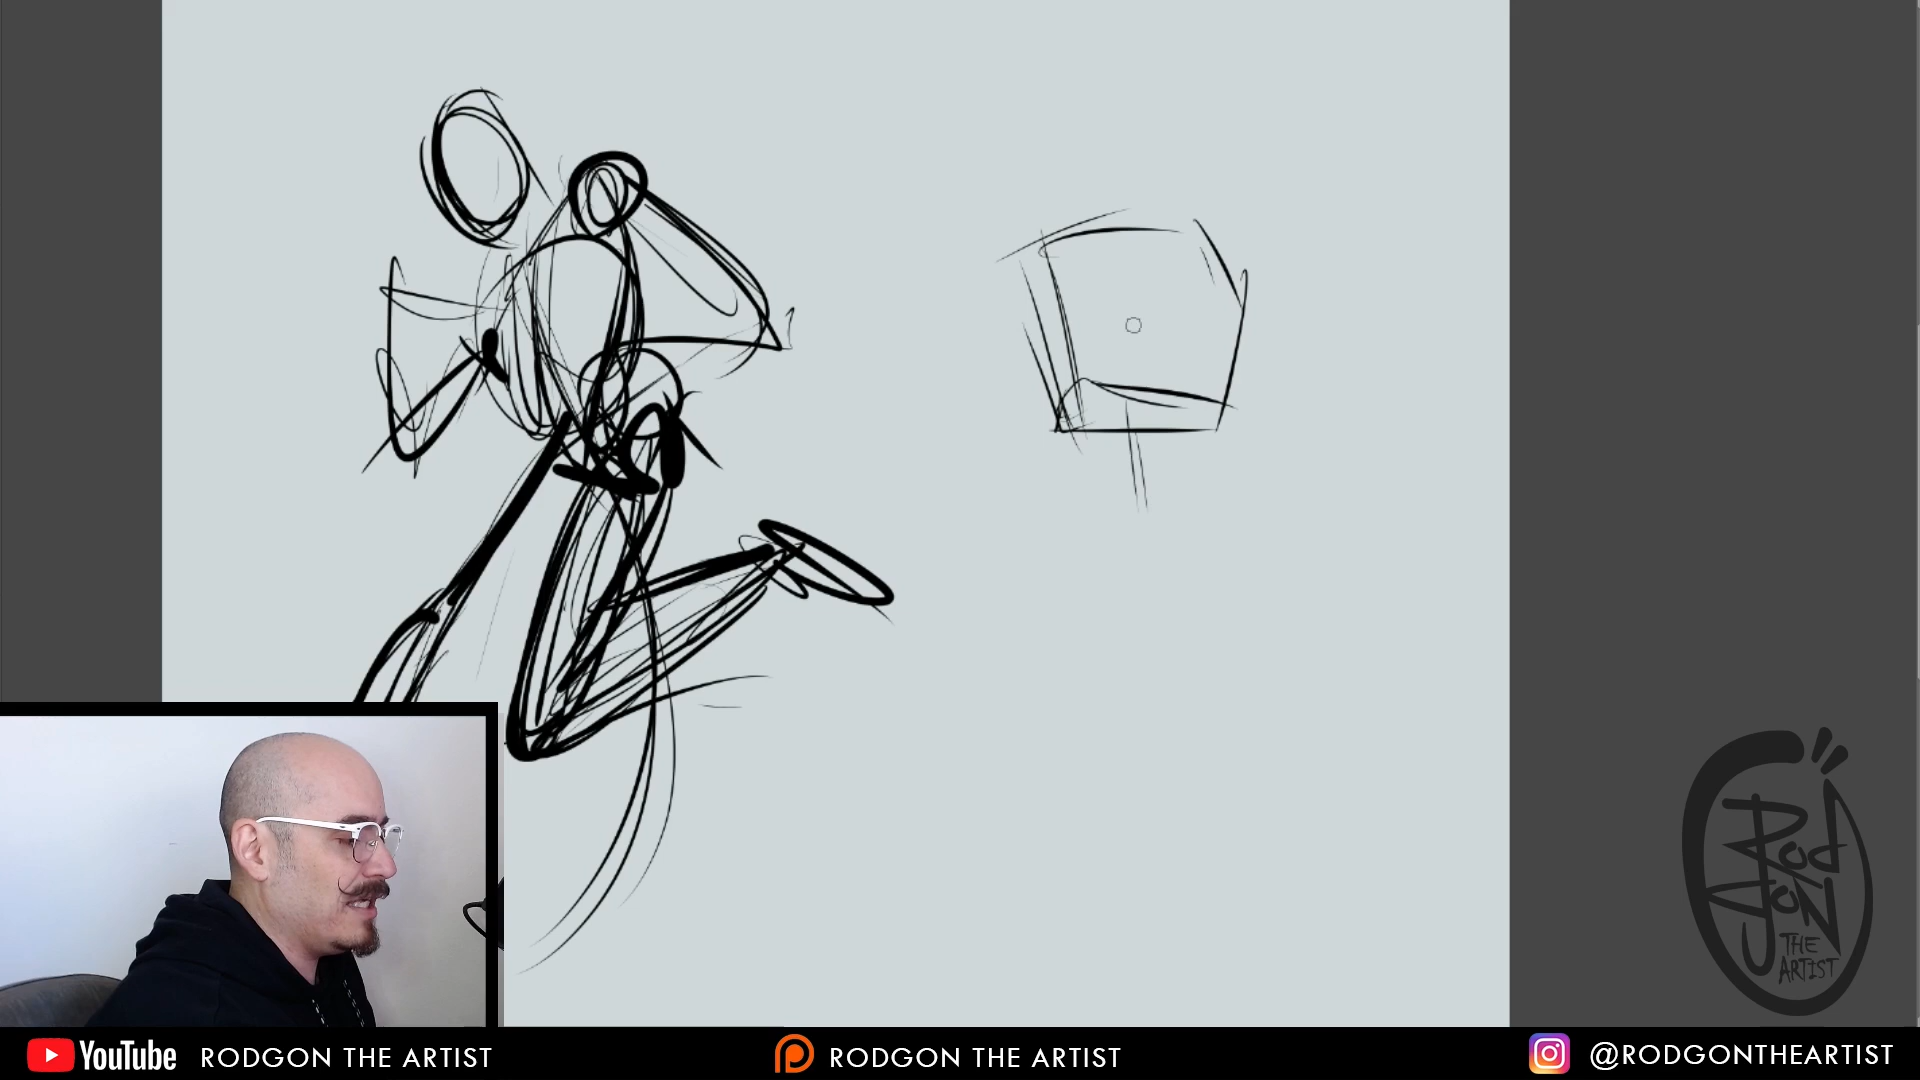 Rod
Gon
THE
ARTIST
YouTube RODGON THE ARTIST RODGON THE ARTIST @RODGONTHEARTIST